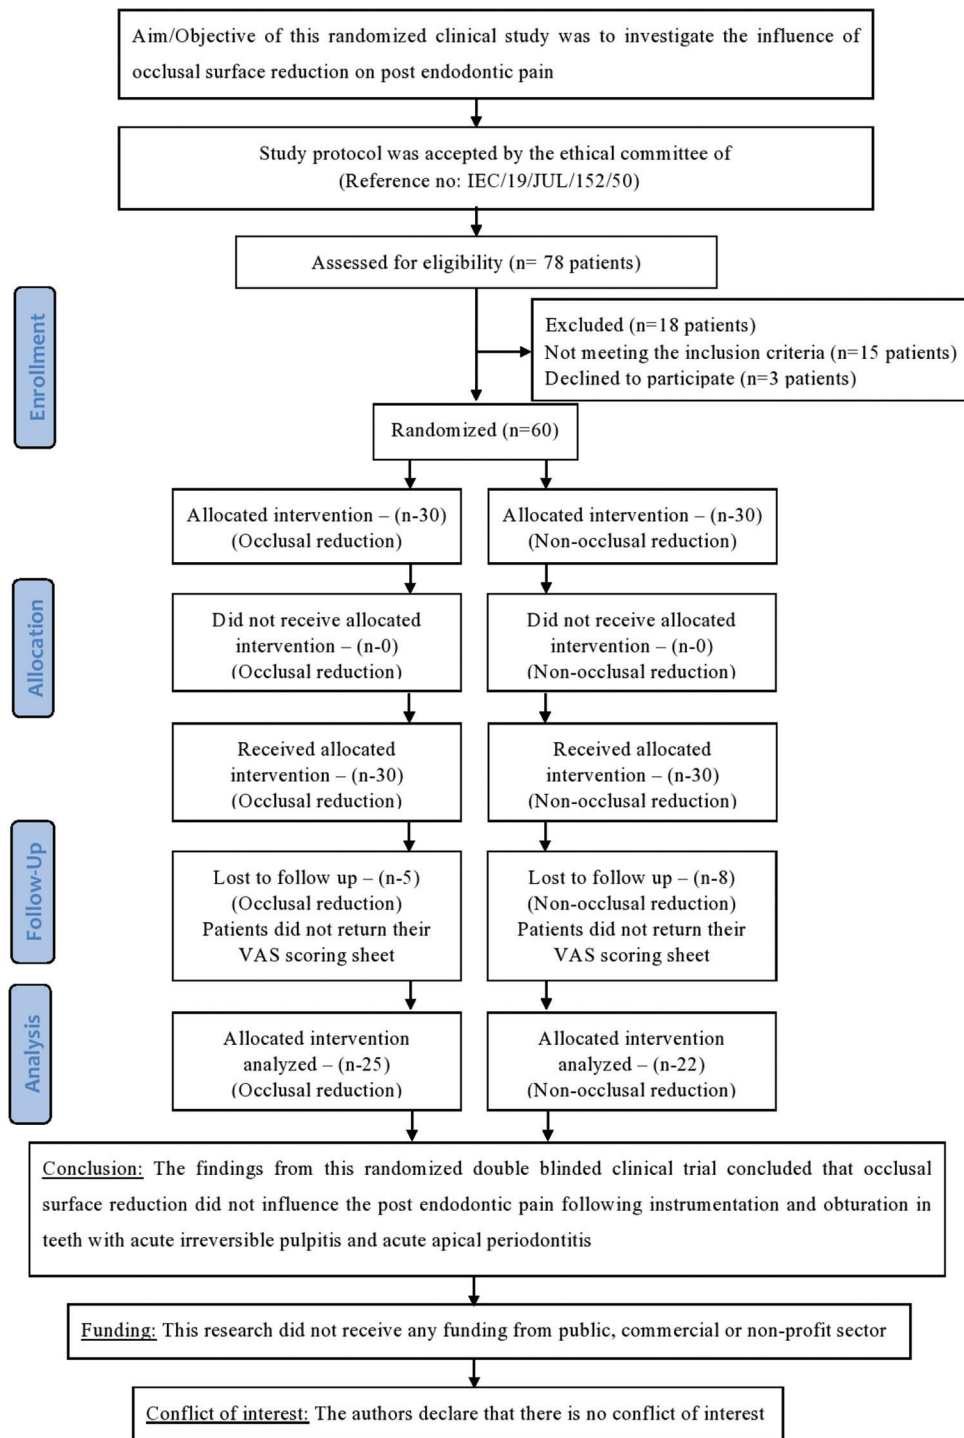 Aim/Objective of this randomized clinical study was to investigate the influence of
occlusal surface reduction on post endodontic pain
Study protocol was accepted by the ethical committee of
(Reference no: IEC/19/JUL/152/50)
Assessed for eligibility (n= 78 patients)
Enrollment
Excluded (n=18 patients)
Not meeting the inclusion criteria (n=15 patients)
Declined to participate (n=3 patients)
Randomized (n=60)
Allocated intervention – (n-30)
(Occlusal reduction)
Allocated intervention – (n-30)
(Non-occlusal reduction)
Allocation
Did not receive allocated
intervention – (n-0)
(Occlusal reduction)
Did not receive allocated
intervention – (n-0)
(Non-occlusal reduction)
Received allocated
intervention – (n-30)
(Occlusal reduction)
Received allocated
intervention – (n-30)
(Non-occlusal reduction)
Follow-Up
Lost to follow up – (n-5)
(Occlusal reduction)
Patients did not return their
VAS scoring sheet
Lost to follow up – (n-8)
(Non-occlusal reduction)
Patients did not return their
VAS scoring sheet
Analysis
Allocated intervention
analyzed – (n-25)
(Occlusal reduction)
Allocated intervention
analyzed – (n-22)
(Non-occlusal reduction)
Conclusion: The findings from this randomized double blinded clinical trial concluded that occlusal
surface reduction did not influence the post endodontic pain following instrumentation and obturation in
teeth with acute irreversible pulpitis and acute apical periodontitis
Funding: This research did not receive any funding from public, commercial or non-profit sector
Conflict of interest: The authors declare that there is no conflict of interest